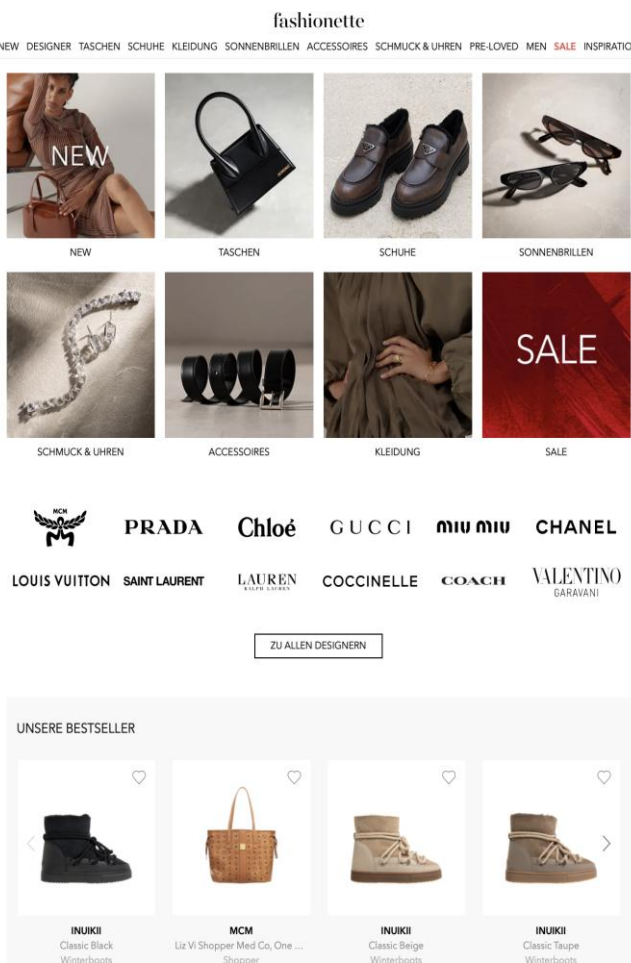 fashionette
NEW DESIGNER TASCHEN SCHUHE KLEIDUNG SONNENBRILLEN ACCESSOIRES SCHMUCK & UHREN PRE-LOVED MEN SALE INSPIRATIO
NEW
NEW TASCHEN SCHUHE SONNENBRILLEN
SALE
SCHMUCK & UHREN ACCESSOIRES KLEIDUNG SALE
MCM
PRADA Chloé GUCCI miu miu CHANEL
LOUIS VUITTON SAINT LAURENT LAUREN RALPH LAUREN COCCINELLE COACH VALENTINO GARAVANI
ZU ALLEN DESIGNERN
UNSERE BESTSELLER
INUIKII MCM INUIKII INUIKII
Classic Black Liz Vi Shopper Med Co, One ... Classic Beige Classic Taupe
Winterboots Shopper Winterboots Winterboots